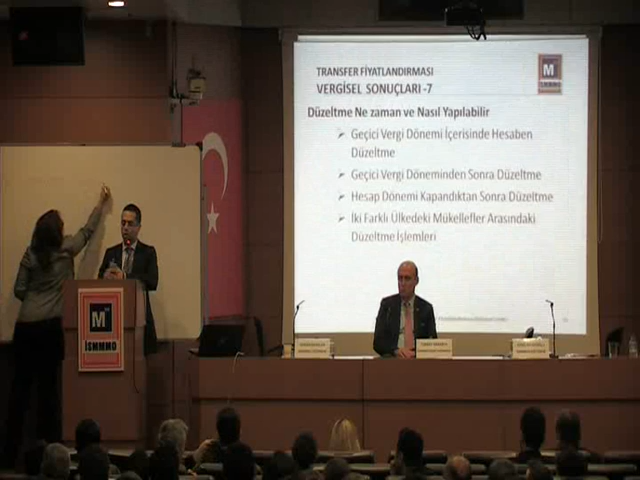 TRANSFER FİYATLANDIRMASI
VERGİSEL SONUÇLARI -7
Düzeltme Ne zaman ve Nasıl Yapılabilir
Geçici Vergi Dönemi İçerisinde Hesaben
Düzeltme
Geçici Vergi Döneminden Sonra Düzeltme
Hesap Dönemi Kapandıktan Sonra Düzeltme
İki Farklı Ülkedeki Mükellefler Arasındaki
Düzeltme İşlemleri
M
M
İSMMMO